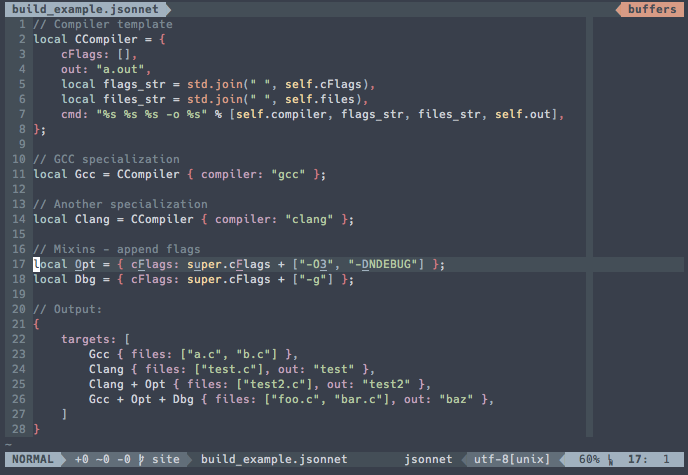 build_example.jsonnet buffers
1 // Compiler template
2 local CCompiler = {
3     cFlags: [],
4     out: "a.out",
5     local flags_str = std.join(" ", self.cFlags),
6     local files_str = std.join(" ", self.files),
7     cmd: "%s %s %s -o %s" % [self.compiler, flags_str, files_str, self.out],
8 };
9
10 // GCC specialization
11 local Gcc = CCompiler { compiler: "gcc" };
12
13 // Another specialization
14 local Clang = CCompiler { compiler: "clang" };
15
16 // Mixins - append flags
17 local Opt = { cFlags: super.cFlags + ["-O3", "-DNDEBUG"] };
18 local Dbg = { cFlags: super.cFlags + ["-g"] };
19
20 // Output:
21 {
22     targets: [
23         Gcc { files: ["a.c", "b.c"] },
24         Clang { files: ["test.c"], out: "test" },
25         Clang + Opt { files: ["test2.c"], out: "test2" },
26         Gcc + Opt + Dbg { files: ["foo.c", "bar.c"], out: "baz" },
27     ]
28 }
~
NORMAL +0 ~0 -0 site build_example.jsonnet jsonnet utf-8[unix] 60% 17: 1